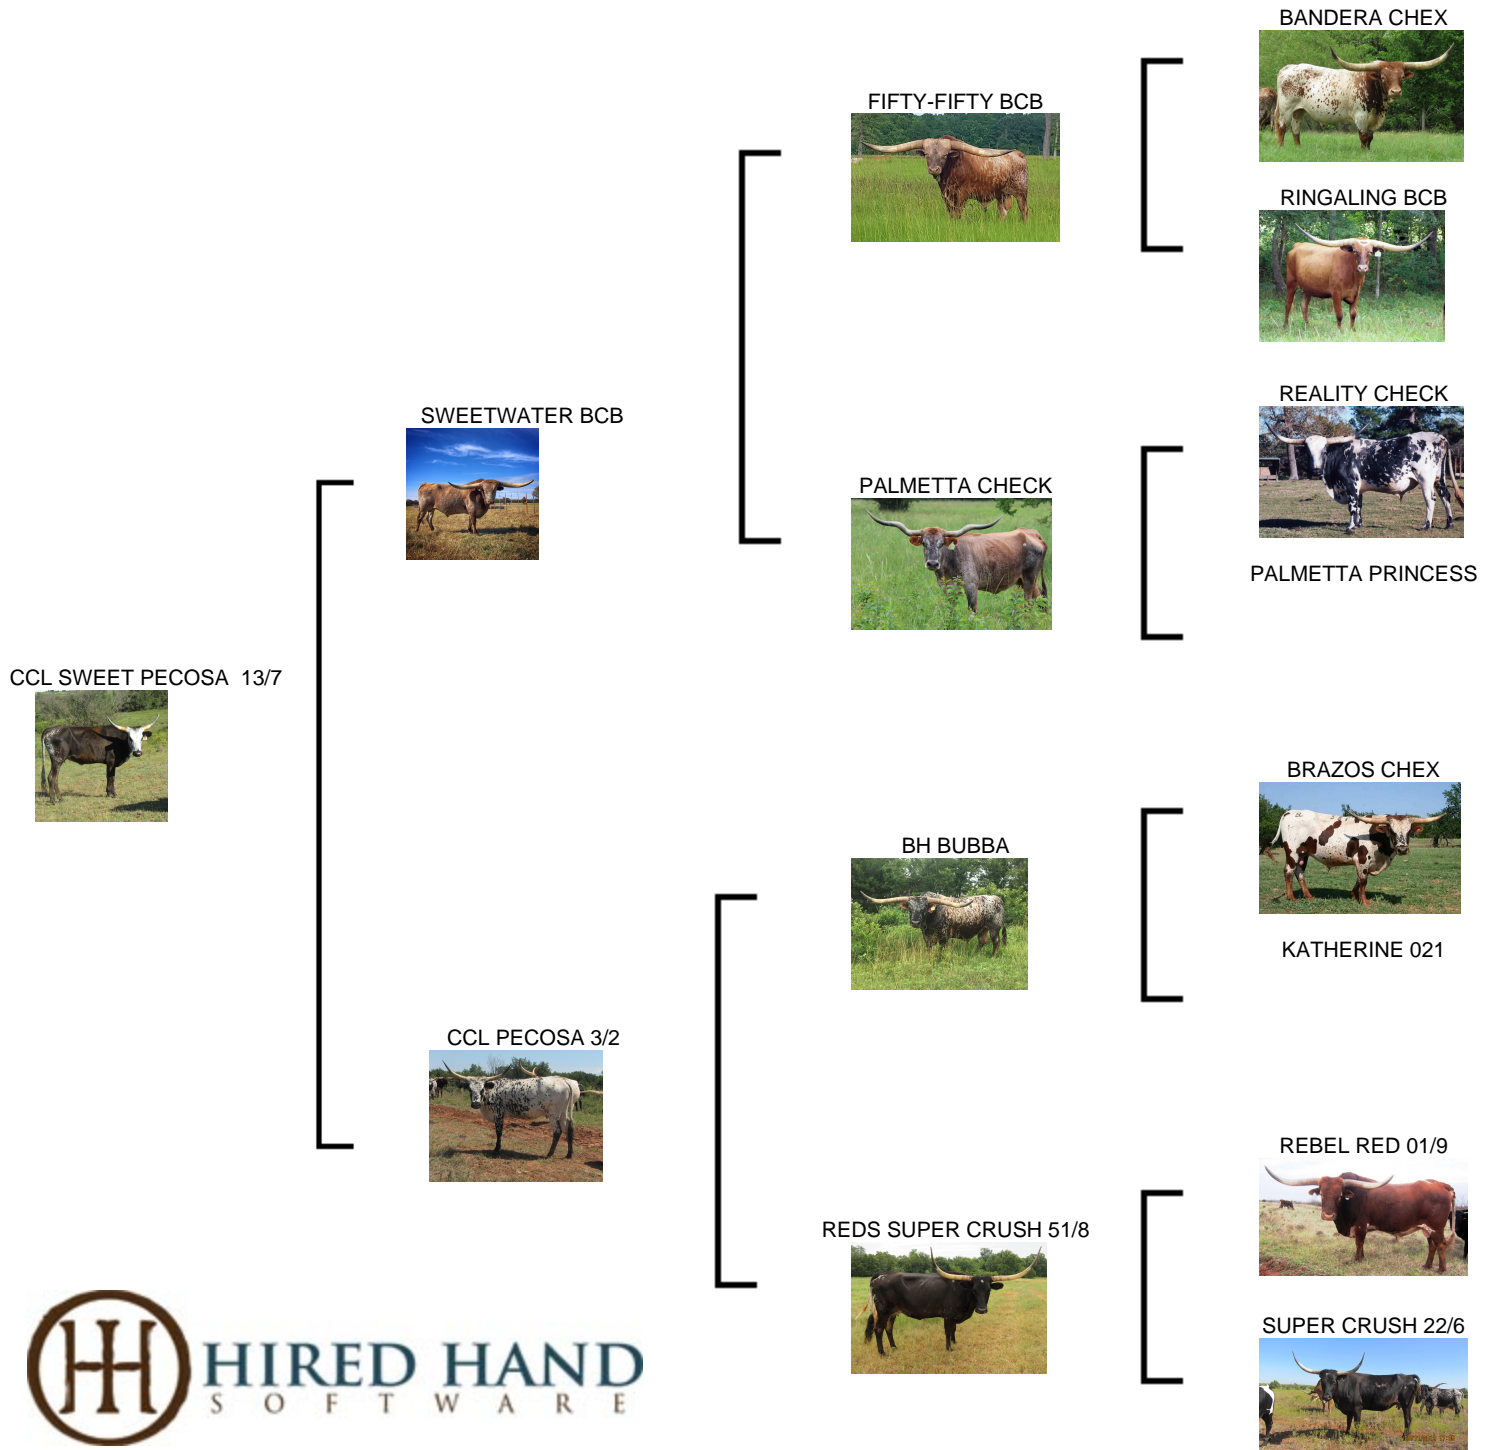 BANDERA CHEX
FIFTY-FIFTY BCB
RINGALING BCB
REALITY CHECK
SWEETWATER BCB
PALMETTA CHECK
PALMETTA PRINCESS
CCL SWEET PECOSA  13/7
BRAZOS CHEX
BH BUBBA
KATHERINE 021
CCL PECOSA 3/2
REBEL RED 01/9
REDS SUPER CRUSH 51/8
SUPER CRUSH 22/6
HIRED HAND
SOFTWARE